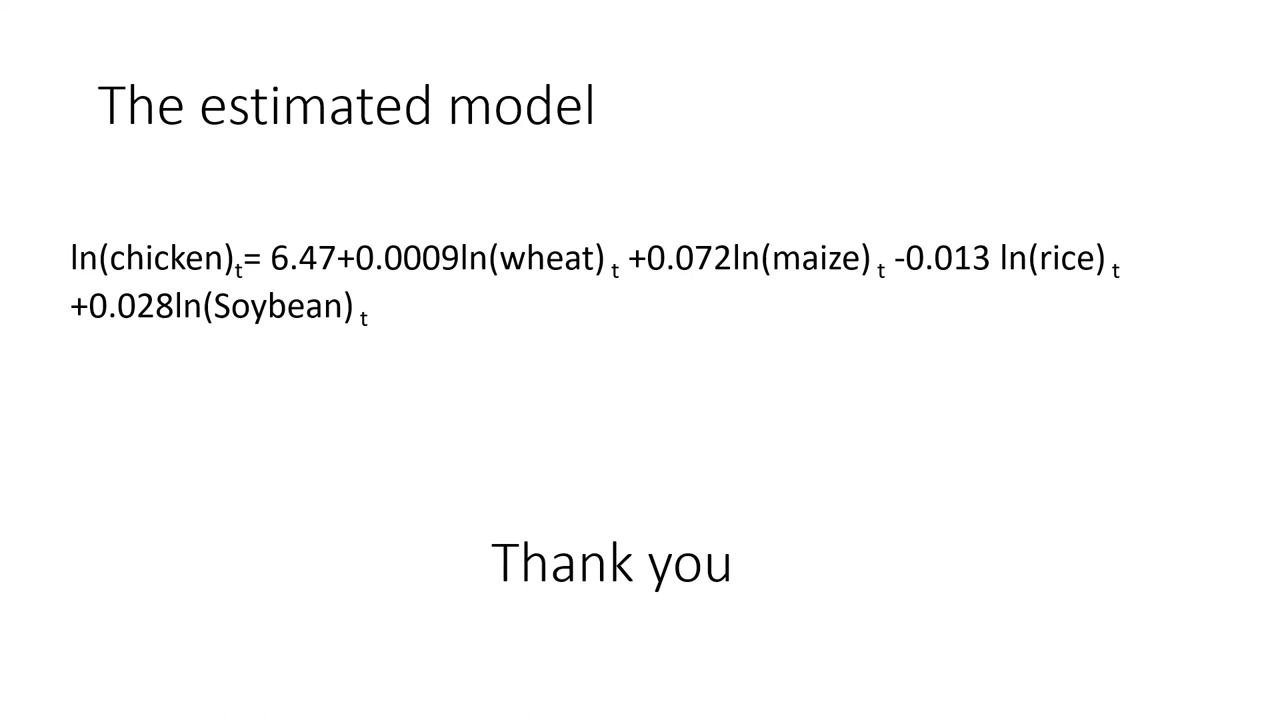 The estimated model
ln(chicken)t= 6.47+0.0009ln(wheat) t +0.072ln(maize) t -0.013 ln(rice) t
+0.028ln(Soybean) t
Thank you